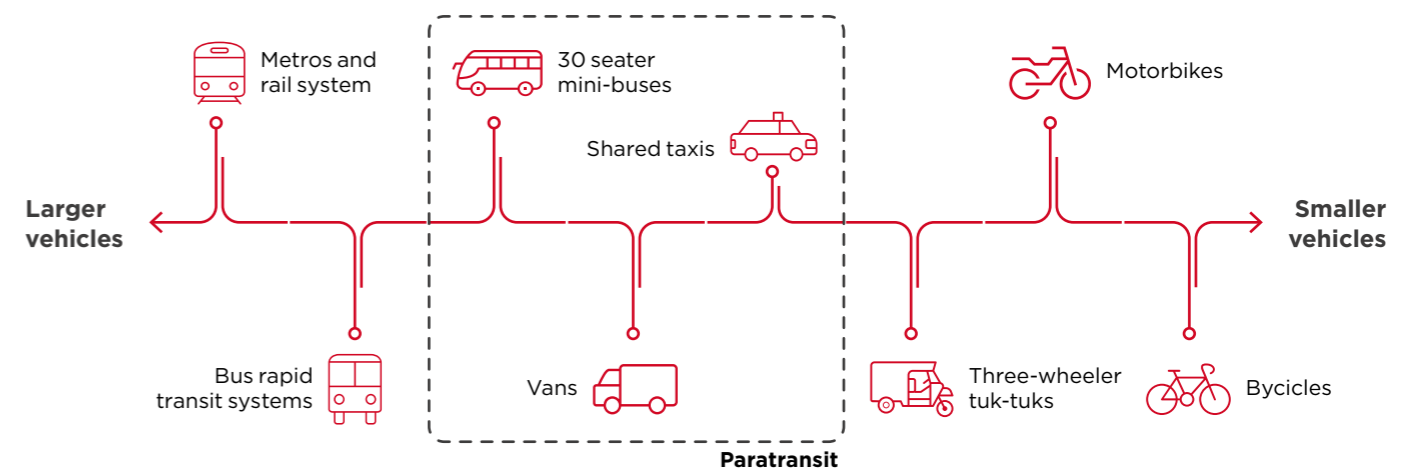 Metros and
rail system
30 seater
mini-buses
Motorbikes
Shared taxis
Larger
vehicles
Smaller
vehicles
Bus rapid
transit systems
Vans
Three-wheeler
tuk-tuks
Bycicles
Paratransit